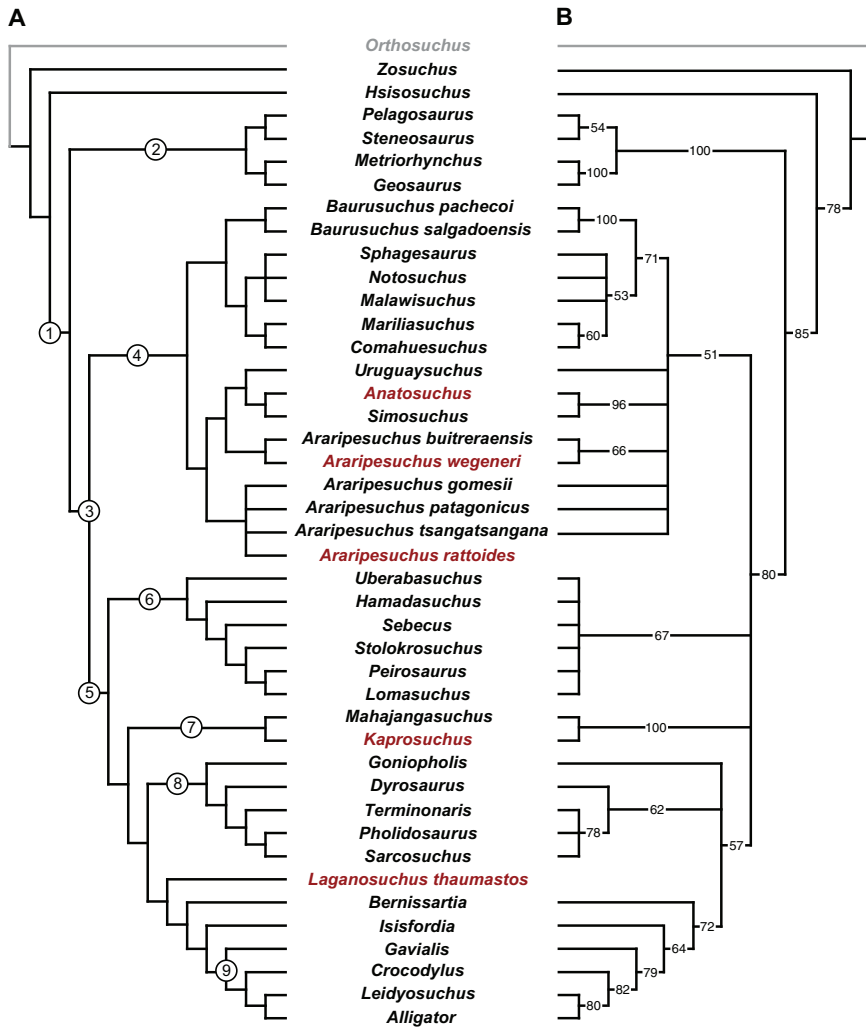 A
B
Orthosuchus
Zosuchus
Hsisosuchus
Pelagosaurus
54
Steneosaurus
2
100
Metriorhynchus
100
Geosaurus
Baurusuchus pachecoi
78
100
Baurusuchus salgadoensis
Sphagesaurus
71
Notosuchus
53
Malawisuchus
Mariliasuchus
1
60
85
Comahuesuchus
4
51
Uruguaysuchus
Anatosuchus
96
Simosuchus
Araripesuchus buitreraensis
66
Araripesuchus wegeneri
Araripesuchus gomesii
3
Araripesuchus patagonicus
Araripesuchus tsangatsangana
Araripesuchus rattoides
80
Uberabasuchus
6
Hamadasuchus
Sebecus
67
Stolokrosuchus
Peirosaurus
5
Lomasuchus
Mahajangasuchus
7
100
Kaprosuchus
Goniopholis
8
Dyrosaurus
62
Terminonaris
78
Pholidosaurus
57
Sarcosuchus
Laganosuchus thaumastos
Bernissartia
72
Isisfordia
64
Gavialis
9
79
Crocodylus
82
Leidyosuchus
80
Alligator